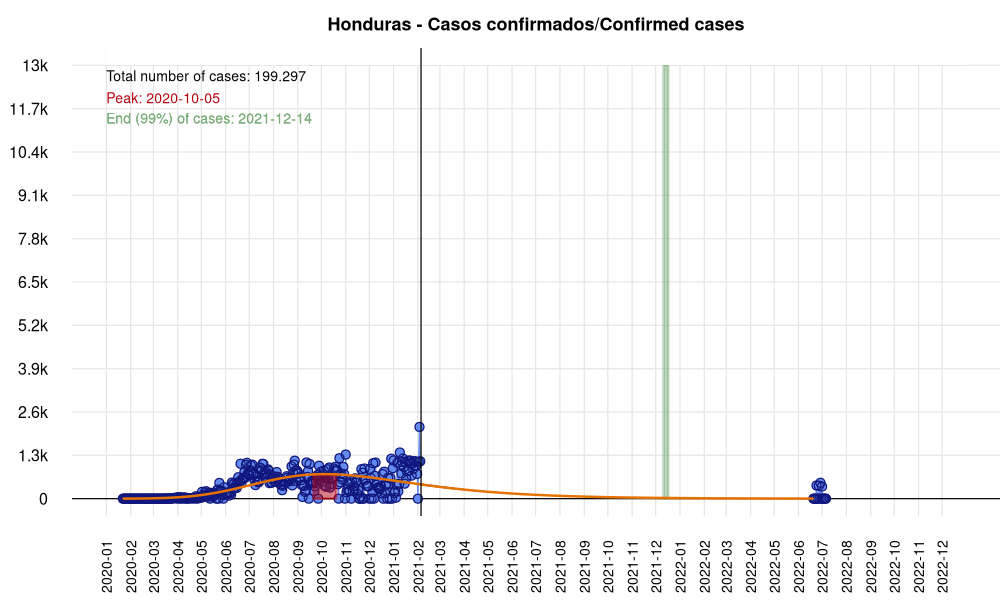 Honduras - Casos confirmados/Confirmed cases
Total number of cases: 199.297
Peak: 2020-10-05
End (99%) of cases: 2021-12-14
13k
11.7k
10.4k
9.1k
7.8k
6.5k
5.2k
3.9k
2.6k
1.3k
0
2020-01
2020-02
2020-03
2020-04
2020-05
2020-06
2020-07
2020-08
2020-09
2020-10
2020-11
2020-12
2021-01
2021-02
2021-03
2021-04
2021-05
2021-06
2021-07
2021-08
2021-09
2021-10
2021-11
2021-12
2022-01
2022-02
2022-03
2022-04
2022-05
2022-06
2022-07
2022-08
2022-09
2022-10
2022-11
2022-12